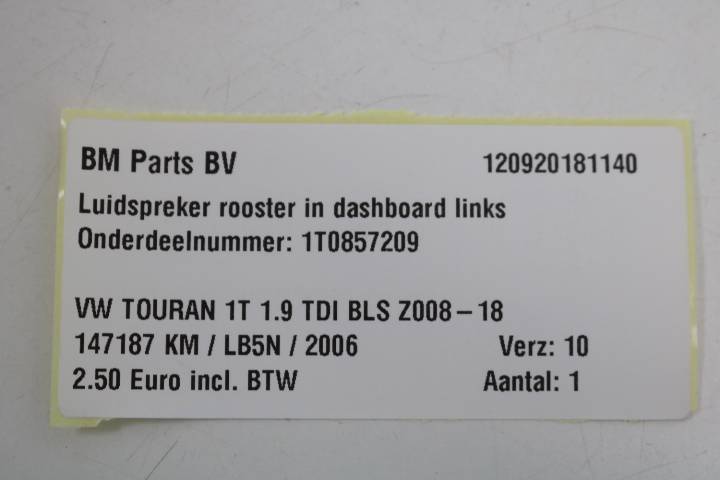 BM Parts BV 120920181140
Luidspreker rooster in dashboard links
Onderdeelnummer: 1T0857209
VW TOURAN 1T 1.9 TDI BLS Z008-18
147187 KM / LB5N / 2006 Verz: 10
2.50 Euro incl. BTW Aantal: 1